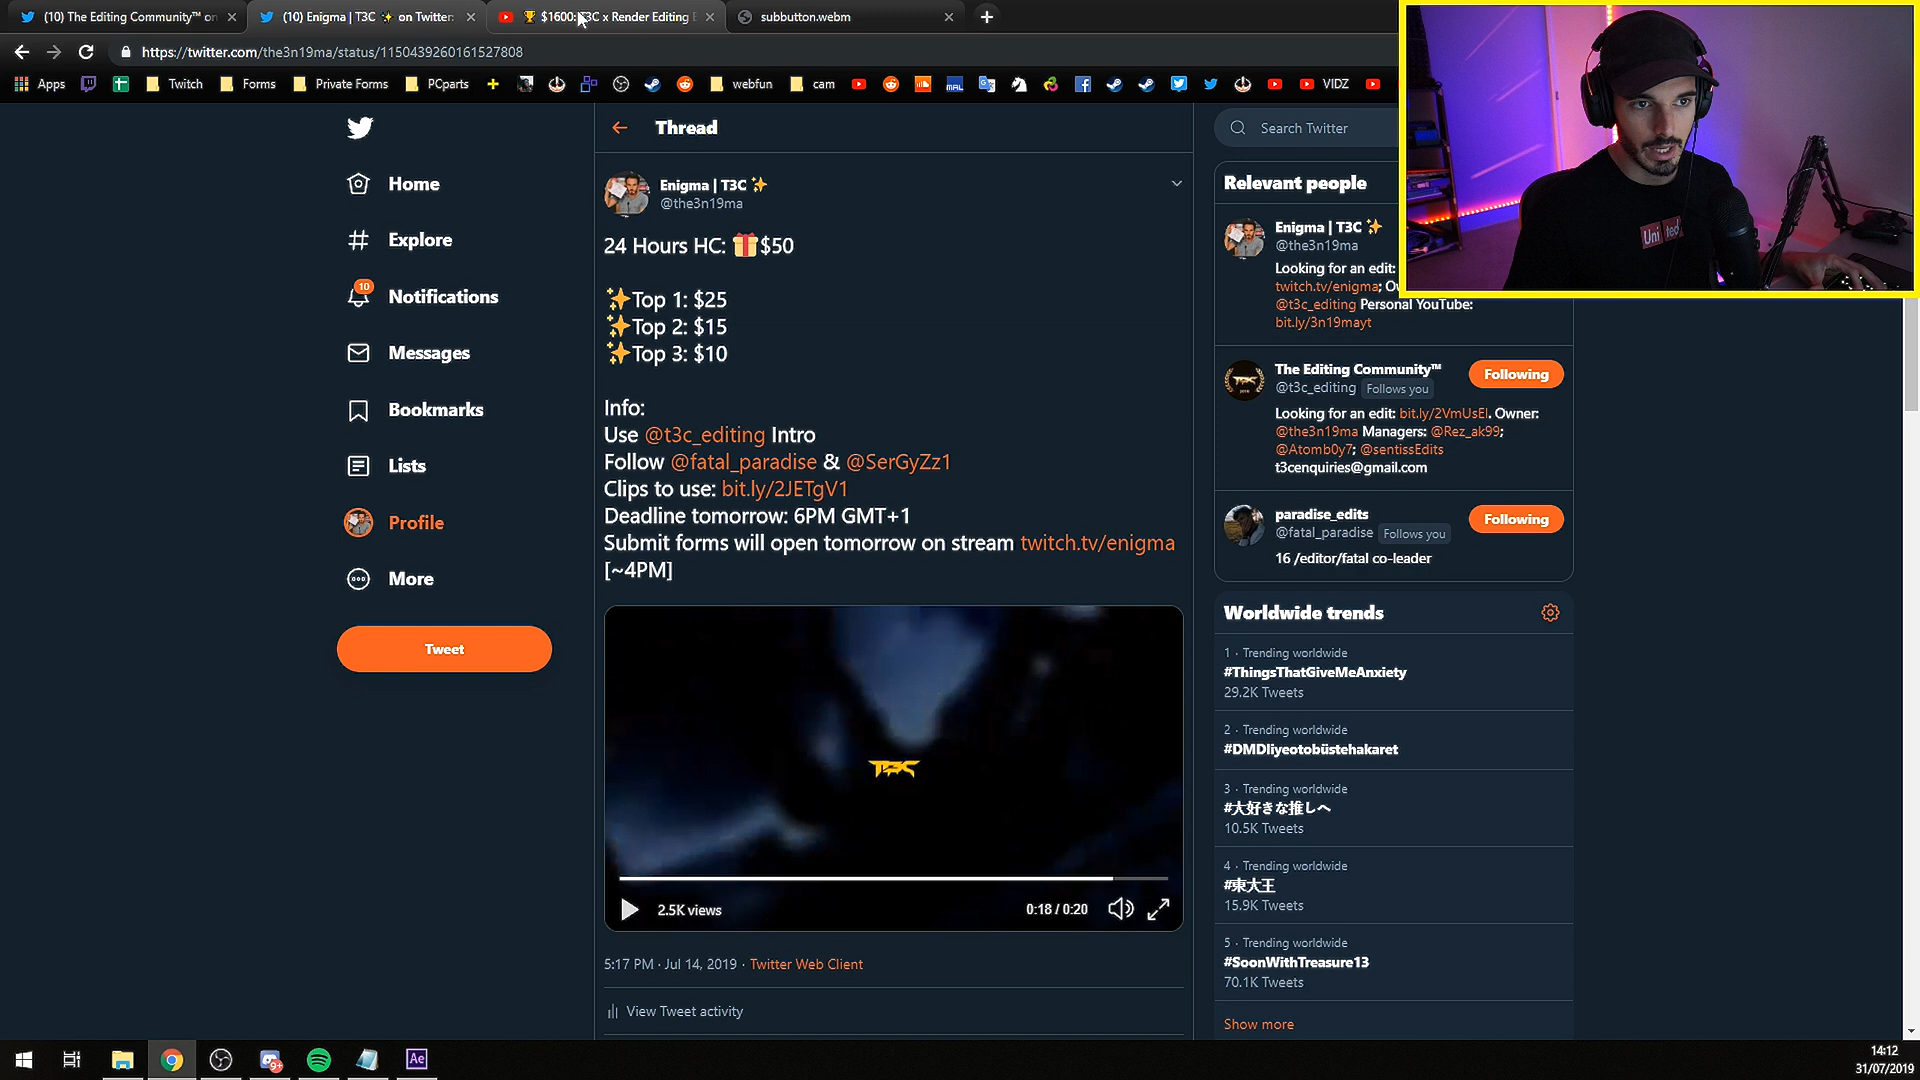 (10) The Editing Community™ on
(10) Enigma | T3C ✨ on Twitter:
🏆 $1600: T3C x Render Editing
subbutton.webm
https://twitter.com/the3n19ma/status/1150439260161527808
Apps
Twitch
Forms
Private Forms
PCparts
webfun
cam
MAL
VIDZ
Home
Explore
10
Notifications
Messages
Bookmarks
Lists
Profile
More
Tweet
Thread
Enigma | T3C ✨
@the3n19ma
24 Hours HC: 🎁$50
✨Top 1: $25
✨Top 2: $15
✨Top 3: $10
Info:
Use @t3c_editing Intro
Follow @fatal_paradise & @SerGyZz1
Clips to use: bit.ly/2JETgV1
Deadline tomorrow: 6PM GMT+1
Submit forms will open tomorrow on stream twitch.tv/enigma
[~4PM]
T3C
2.5K views
0:18 / 0:20
5:17 PM · Jul 14, 2019 · Twitter Web Client
View Tweet activity
Search Twitter
Relevant people
Enigma | T3C ✨
@the3n19ma
Looking for an edit:
twitch.tv/enigma;
@t3c_editing Personal YouTube:
bit.ly/3n19mayt
The Editing Community™
@t3c_editing Follows you
Following
Looking for an edit: bit.ly/2VmUsEl. Owner:
@the3n19ma Managers: @Rez_ak99;
@Atomb0y7; @sentissEdits
t3cenquiries@gmail.com
paradise_edits
@fatal_paradise Follows you
Following
16 /editor/fatal co-leader
Worldwide trends
1 · Trending worldwide
#ThingsThatGiveMeAnxiety
29.2K Tweets
2 · Trending worldwide
#DMDliyeotobüstehakaret
3 · Trending worldwide
#大好きな推しへ
10.5K Tweets
4 · Trending worldwide
#東大王
15.9K Tweets
5 · Trending worldwide
#SoonWithTreasure13
70.1K Tweets
Show more
Uni ted
9+
Ae
14:12
31/07/2019